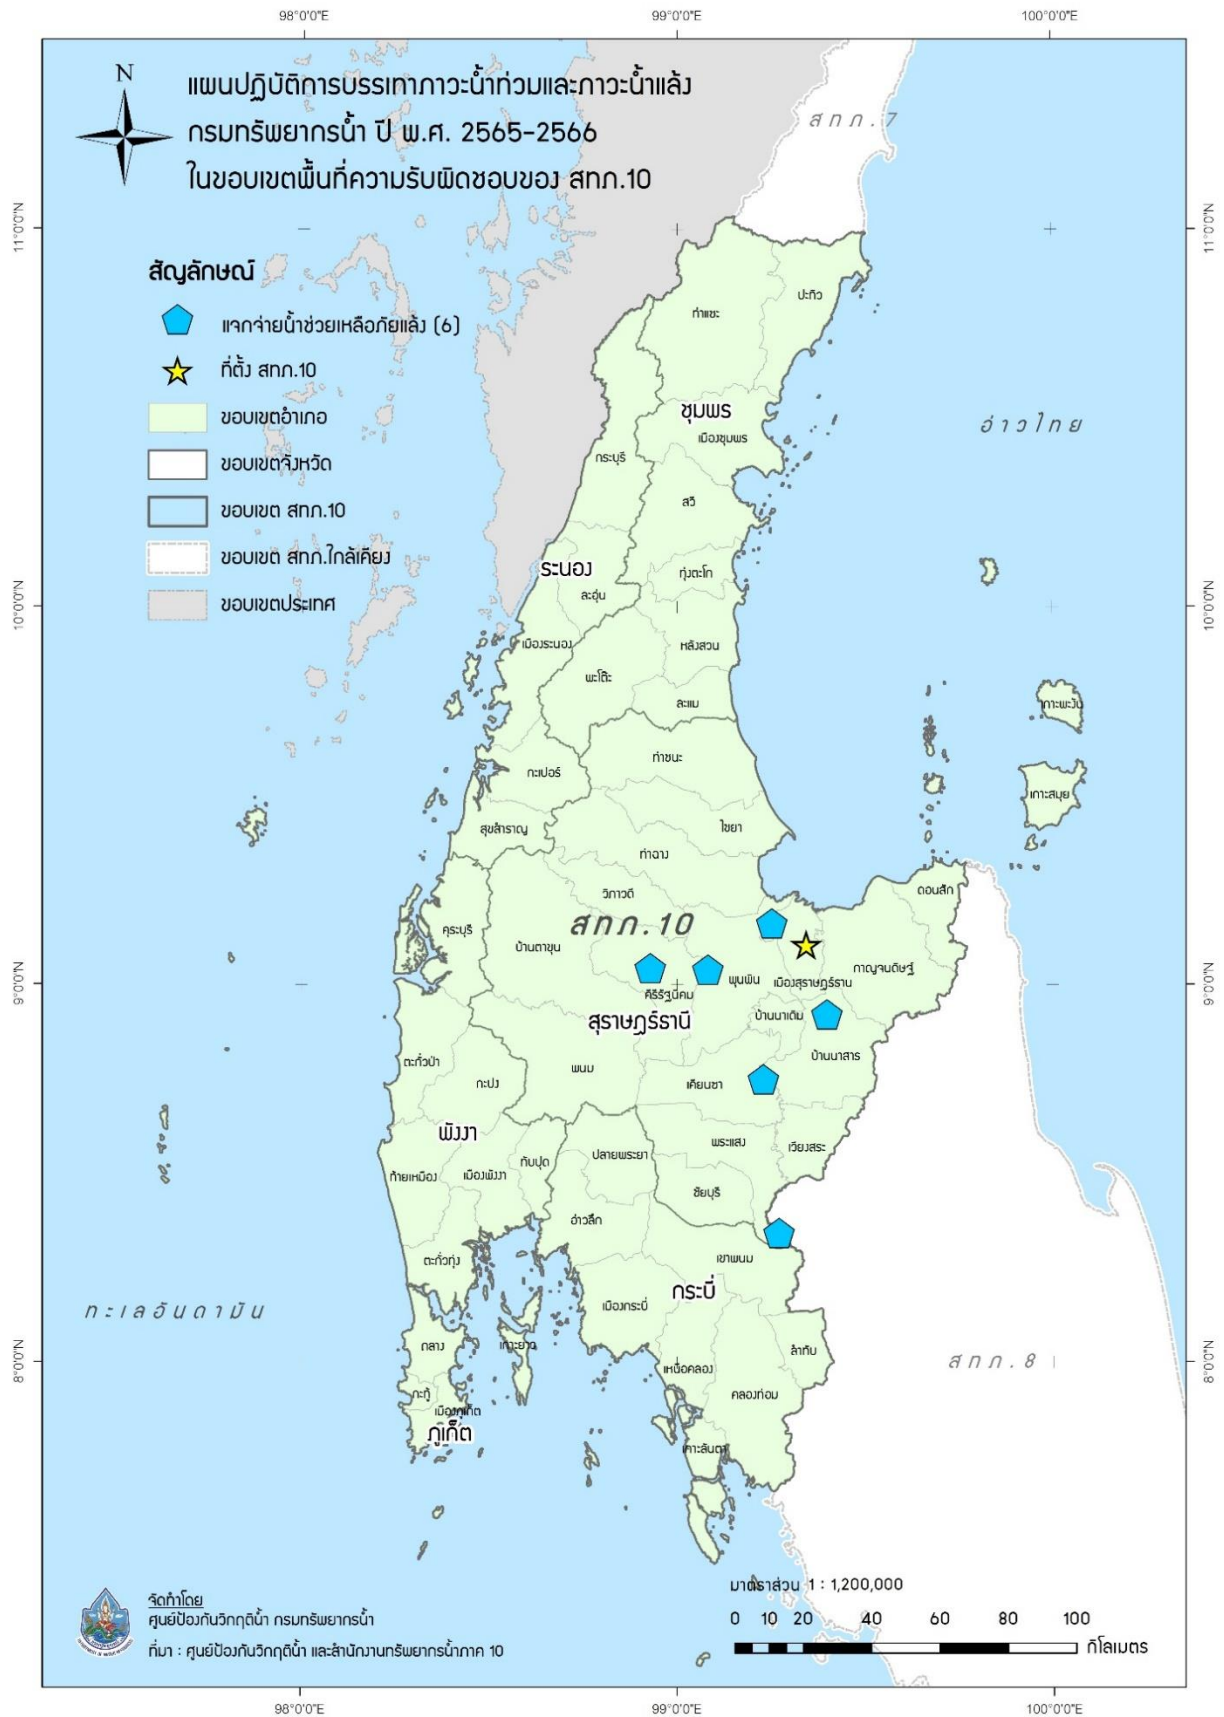 98°0'0"E
99°0'0"E
100°0'0"E
N
แผนปฏิบัติการบรรเทาภาวะน้ำท่วมและภาวะน้ำแล้ง
กรมทรัพยากรน้ำ ปี พ.ศ. 2565-2566
ในขอบเขตพื้นที่ความรับผิดชอบของ สทภ.10
สทภ.7
11°0'0"N
11°0'0"N
สัญลักษณ์
แจกจ่ายน้ำช่วยเหลือภัยแล้ง (6)
ที่ตั้ง สทภ.10
ขอบเขตอำเภอ
ขอบเขตจังหวัด
ขอบเขต สทภ.10
ขอบเขต สทภ.ใกล้เคียง
ขอบเขตประเทศ
ปะทิว
ท่าแซะ
ชุมพร
เมืองชุมพร
อ่าวไทย
กระบุรี
สวี
ระนอง
ทุ่งตะโก
ละอุ่น
10°0'0"N
10°0'0"N
เมืองระนอง
หลังสวน
พะโต๊ะ
ละแม
เกาะพะงัน
ท่าชนะ
กะเปอร์
เกาะสมุย
สุขสำราญ
ไชยา
ท่าฉาง
วิภาวดี
ดอนสัก
สทภ.10
คุระบุรี
บ้านตาขุน
กาญจนดิษฐ์
พุนพิน
เมืองสุราษฎร์ธาน
9°0'0"N
9°0'0"N
คีรีรัฐนิคม
สุราษฎร์ธานี
บ้านนาเดิม
บ้านนาสาร
ตะกั่วป่า
พนม
กะปง
เคียนซา
พังงา
พระแสง
เวียงสระ
ทับปุด
ปลายพระยา
ท้ายเหมือง
เมืองพังงา
ชัยบุรี
อ่าวลึก
ตะกั่วทุ่ง
เขาพนม
กระบี่
ทะเลอันดามัน
เมืองกระบี่
ถลาง
เกาะยาว
ลำทับ
8°0'0"N
8°0'0"N
สทภ.8
เหนือคลอง
กะทู้
คลองท่อม
เมืองภูเก็ต
ภูเก็ต
เกาะลันตา
มาตราส่วน 1 : 1,200,000
0 10 20 40 60 80 100
กิโลเมตร
จัดทำโดย
ศูนย์ป้องกันวิกฤติน้ำ กรมทรัพยากรน้ำ
ที่มา : ศูนย์ป้องกันวิกฤติน้ำ และสำนักงานทรัพยากรน้ำภาค 10
98°0'0"E
99°0'0"E
100°0'0"E